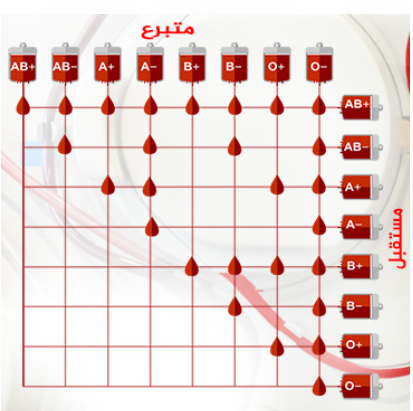 متبرع
AB+ AB− A+ A− B+ B− O+ O−
AB+
AB−
A+
A−
مستقبل
B+
B−
O+
O−